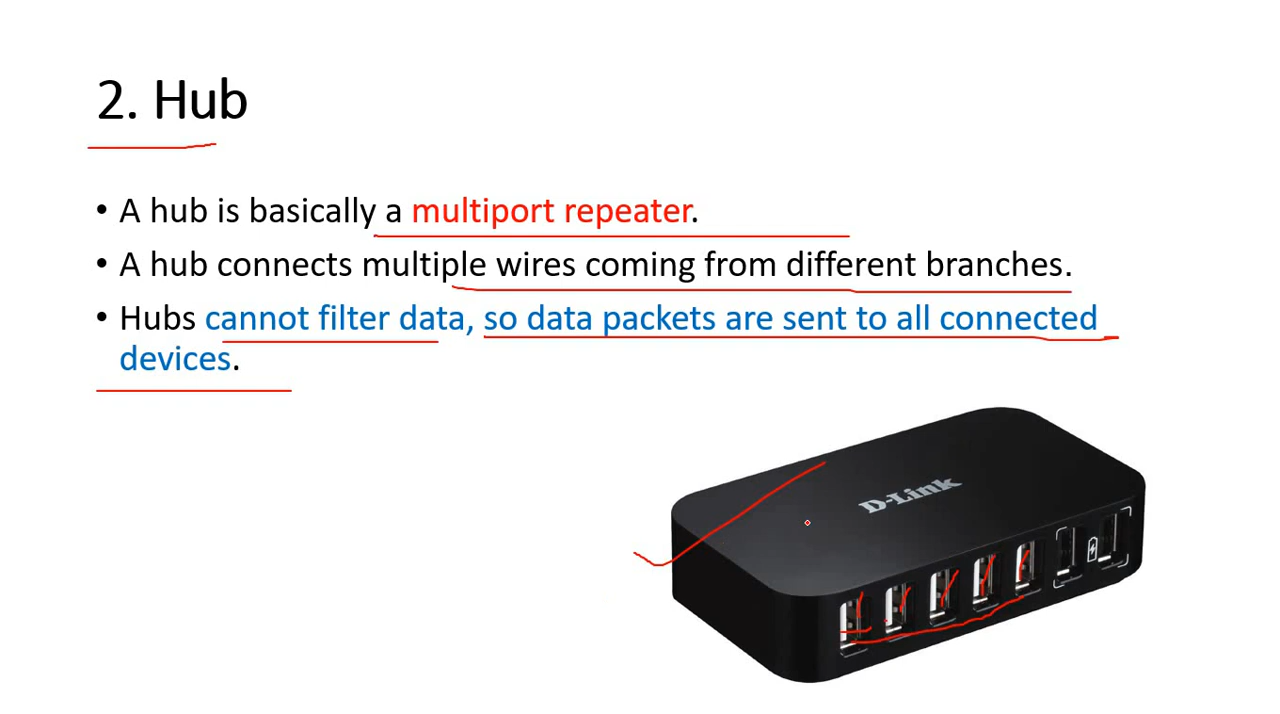 2. Hub
• A hub is basically a multiport repeater.
• A hub connects multiple wires coming from different branches.
• Hubs cannot filter data, so data packets are sent to all connected
devices.
D-Link